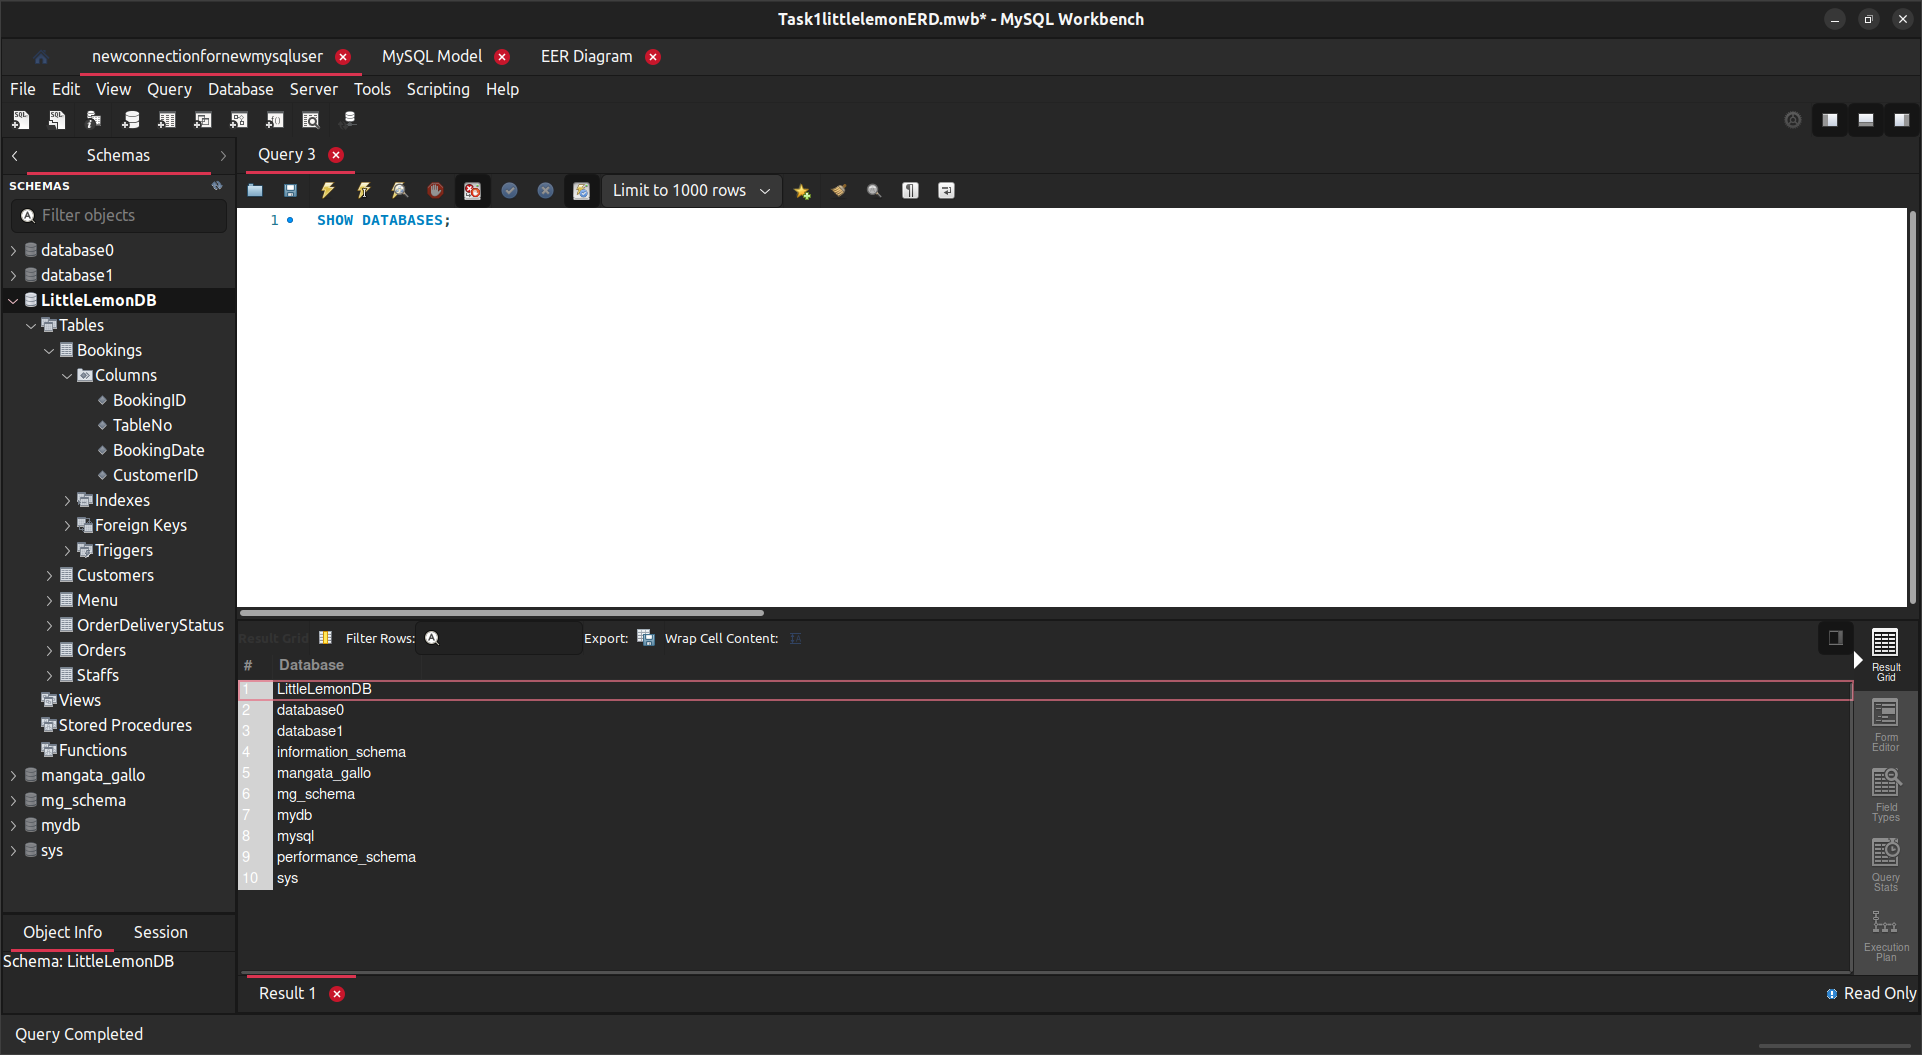 Task1littlelemonERD.mwb* - MySQL Workbench
newconnectionfornewmysqluser MySQL Model EER Diagram
File Edit View Query Database Server Tools Scripting Help
Schemas
Query 3
SCHEMAS
Limit to 1000 rows
Filter objects
1 SHOW DATABASES;
database0
database1
LittleLemonDB
Tables
Bookings
Columns
BookingID
TableNo
BookingDate
CustomerID
Indexes
Foreign Keys
Triggers
Customers
Menu
OrderDeliveryStatus
Orders
Staffs
Views
Stored Procedures
Functions
mangata_gallo
mg_schema
mydb
sys
Result Grid Filter Rows: Export: Wrap Cell Content:
# Database
1 LittleLemonDB
2 database0
3 database1
4 information_schema
5 mangata_gallo
6 mg_schema
7 mydb
8 mysql
9 performance_schema
10 sys
Result
Grid
Form
Editor
Field
Types
Query
Stats
Execution
Plan
Object Info Session
Schema: LittleLemonDB
Result 1
Read Only
Query Completed